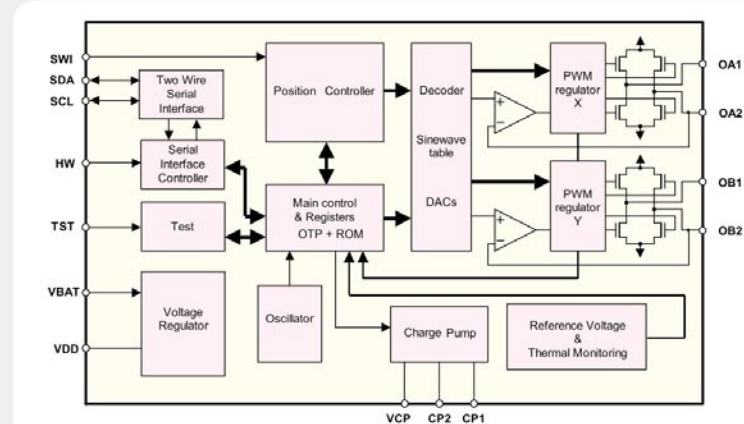 SWI
SDA
SCL
HW
TST
VBAT
VDD
Two Wire
Serial
Interface
Serial
Interface
Controller
Test
Voltage
Regulator
Position Controller
Main control
& Registers
OTP + ROM
Oscillator
Decoder
Sinewave
table
DACs
Charge Pump
VCP CP2 CP1
PWM
regulator
X
PWM
regulator
Y
+
−
+
−
Reference Voltage
&
Thermal Monitoring
OA1
OA2
OB1
OB2